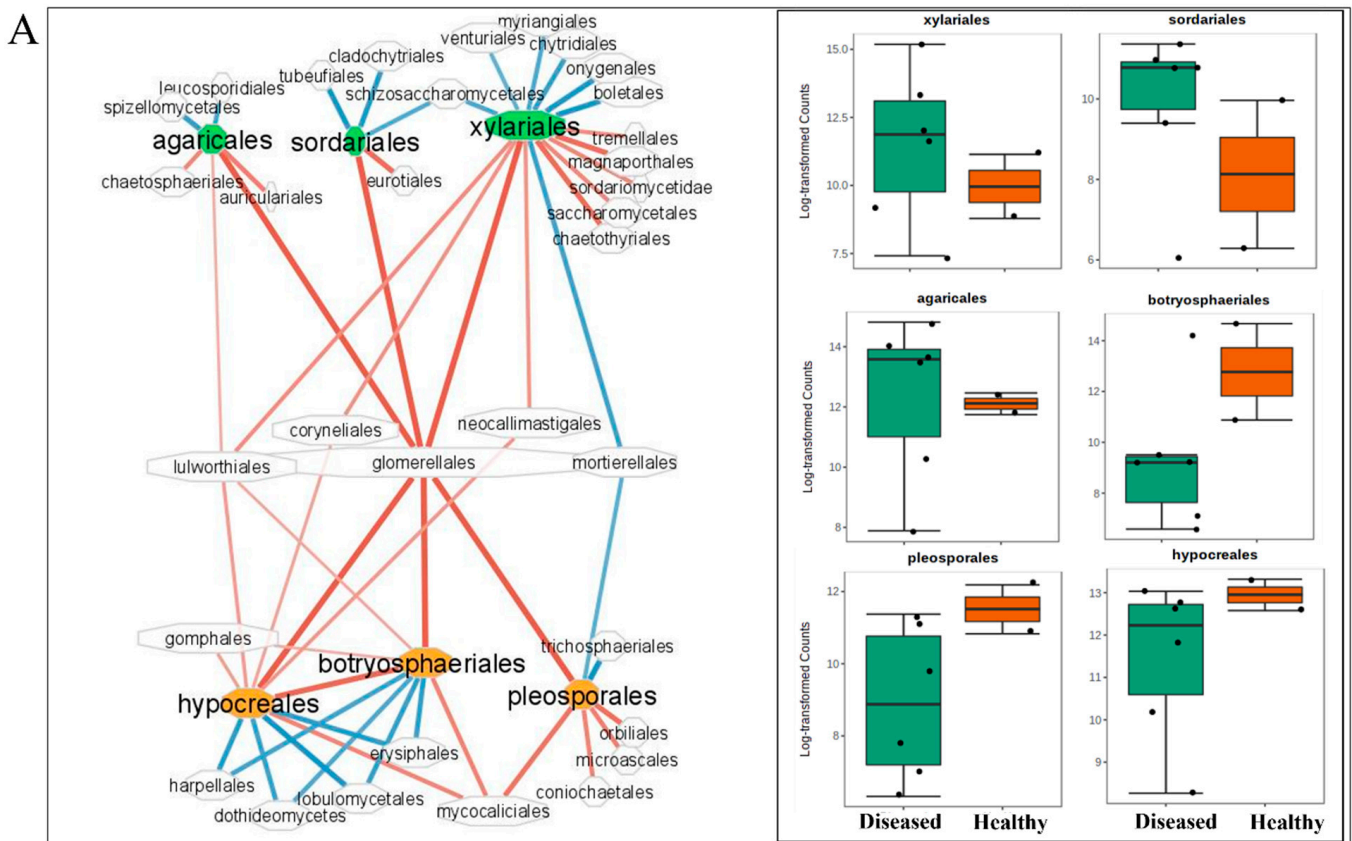 A
myriangiales
venturiales
chytridiales
cladochytriales
onygenales
tubeufiales
leucosporidiales
schizosaccharomycetales
boletales
spizellomycetales
agaricales
sordariales
xylariales
tremellales
magnaporthales
chaetosphaeriales
eurotiales
sordariomycetidae
auriculariales
saccharomycetales
chaetothyriales
neocallimastigales
coryneliales
lulworthiales
glomerellales
mortierellales
gomphales
trichosphaeriales
botryosphaeriales
hypocreales
pleosporales
orbiliales
erysiphales
microascales
harpellales
coniochaetales
lobulomycetales
dothideomycetes
mycocaliciales
xylariales
sordariales
Log-transformed Counts
15.0
12.5
10.0
7.5
10
8
6
agaricales
botryosphaeriales
Log-transformed Counts
14
12
10
8
14
12
10
8
pleosporales
hypocreales
Log-transformed Counts
12
10
8
13
12
11
10
9
Diseased
Healthy
Diseased
Healthy